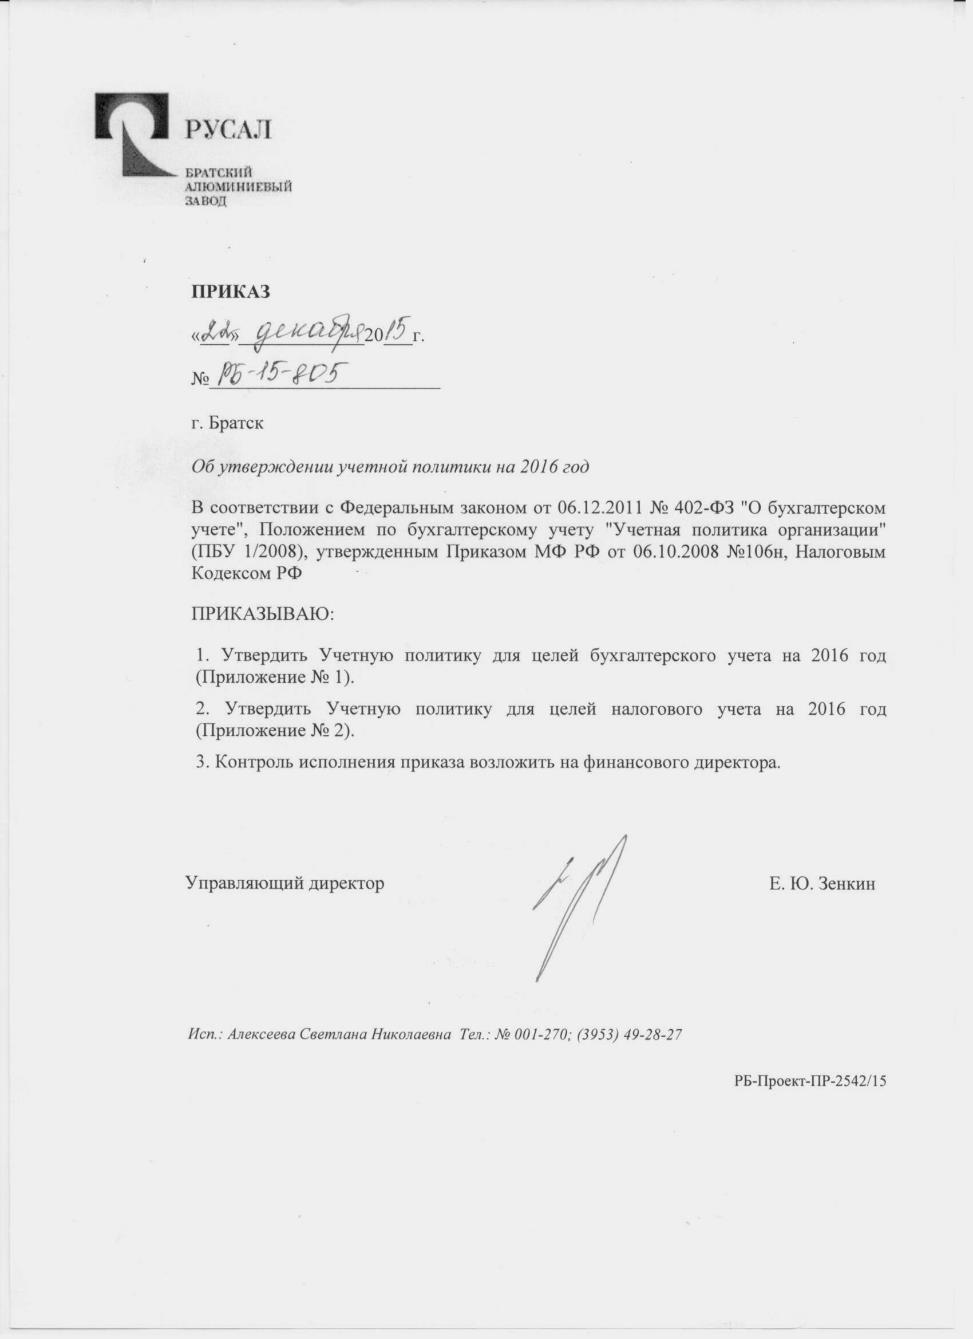 РУСАЛ
БРАТСКИЙ
АЛЮМИНИЕВЫЙ
ЗАВОД
ПРИКАЗ
«22» декабря 2015 г.
№ РБ-15-805
г. Братск
Об утверждении учетной политики на 2016 год
В соответствии с Федеральным законом от 06.12.2011 № 402-ФЗ "О бухгалтерском
учете", Положением по бухгалтерскому учету "Учетная политика организации"
(ПБУ 1/2008), утвержденным Приказом МФ РФ от 06.10.2008 №106н, Налоговым
Кодексом РФ
ПРИКАЗЫВАЮ:
1. Утвердить Учетную политику для целей бухгалтерского учета на 2016 год
(Приложение № 1).
2. Утвердить Учетную политику для целей налогового учета на 2016 год
(Приложение № 2).
3. Контроль исполнения приказа возложить на финансового директора.
Управляющий директор Е. Ю. Зенкин
Исп.: Алексеева Светлана Николаевна Тел.: № 001-270; (3953) 49-28-27
РБ-Проект-ПР-2542/15